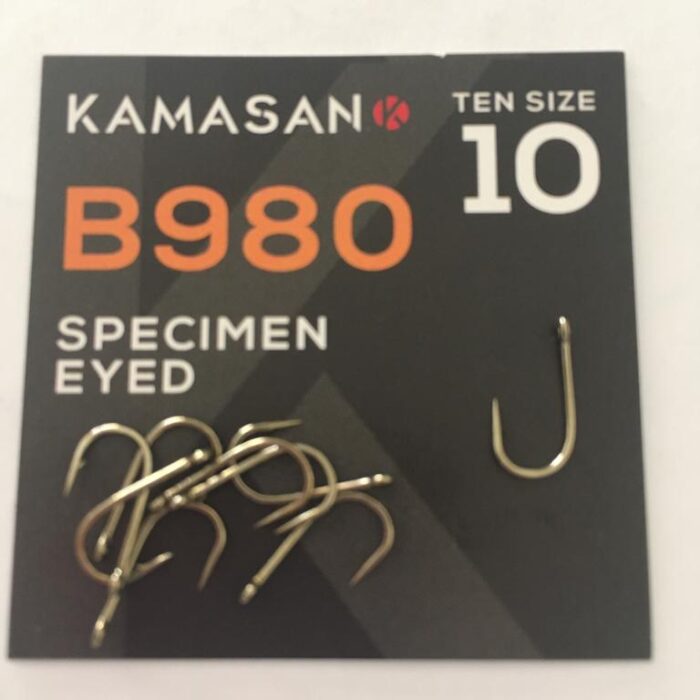 KAMASAN
TEN SIZE
10
B980
SPECIMEN
EYED